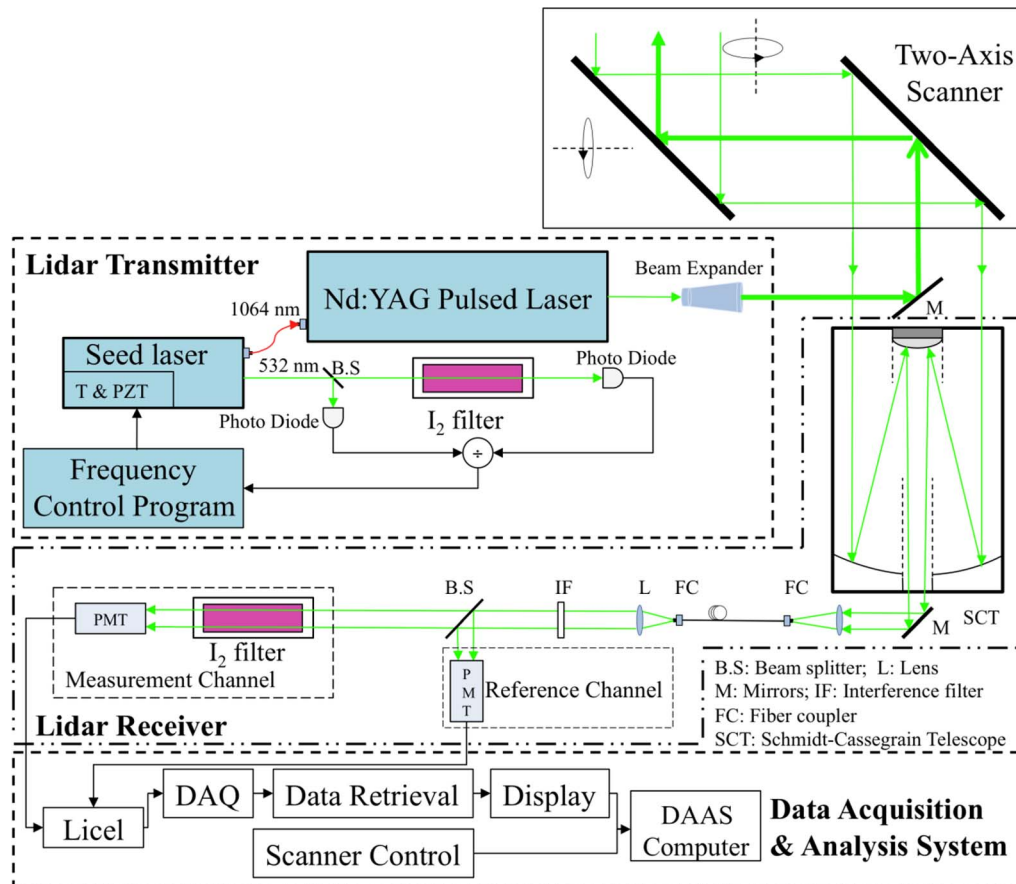 Two-Axis
Scanner
Lidar Transmitter
Nd:YAG Pulsed Laser
Beam Expander
M
1064 nm
Seed laser
T & PZT
532 nm
B.S
Photo Diode
Photo Diode
I₂ filter
÷
Frequency
Control Program
B.S
IF
L
FC
FC
M
SCT
PMT
I₂ filter
Measurement Channel
P
M
T
Reference Channel
Lidar Receiver
B.S: Beam splitter; L: Lens
M: Mirrors; IF: Interference filter
FC: Fiber coupler
SCT: Schmidt-Cassegrain Telescope
Licel
DAQ
Data Retrieval
Display
Scanner Control
DAAS
Computer
Data Acquisition
& Analysis System